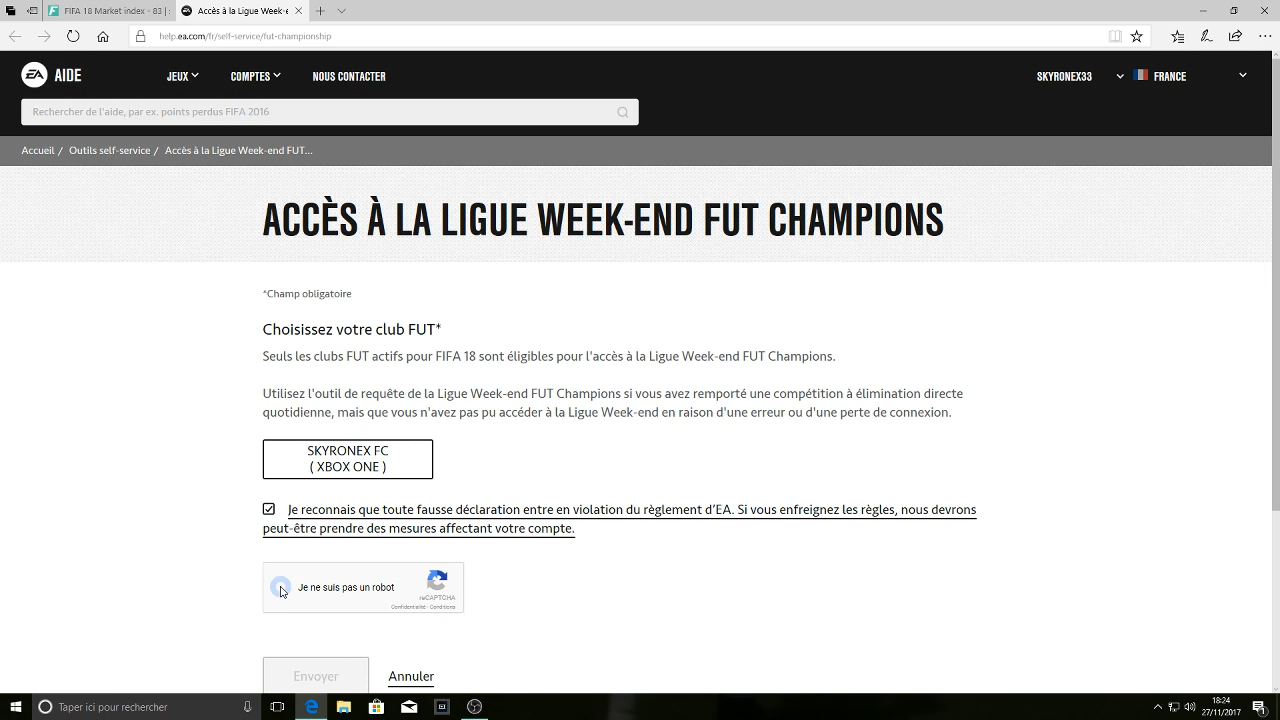 FIFA 18 Market index - 83 |
Accès à la Ligue Week-e
help.ea.com/fr/self-service/fut-championship
EA AIDE JEUX COMPTES NOUS CONTACTER SKYRONEX33 FRANCE
Rechercher de l'aide, par ex. points perdus FIFA 2016
Accueil / Outils self-service / Accès à la Ligue Week-end FUT...
ACCÈS À LA LIGUE WEEK-END FUT CHAMPIONS
*Champ obligatoire
Choisissez votre club FUT*
Seuls les clubs FUT actifs pour FIFA 18 sont éligibles pour l'accès à la Ligue Week-end FUT Champions.
Utilisez l'outil de requête de la Ligue Week-end FUT Champions si vous avez remporté une compétition à élimination directe
quotidienne, mais que vous n'avez pas pu accéder à la Ligue Week-end en raison d'une erreur ou d'une perte de connexion.
SKYRONEX FC
( XBOX ONE )
Je reconnais que toute fausse déclaration entre en violation du règlement d'EA. Si vous enfreignez les règles, nous devrons
peut-être prendre des mesures affectant votre compte.
Je ne suis pas un robot
reCAPTCHA
Confidentialité - Conditions
Envoyer Annuler
Taper ici pour rechercher
18:24
27/11/2017
1